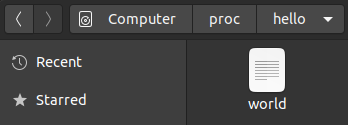 Computer proc hello
Recent
Starred
world